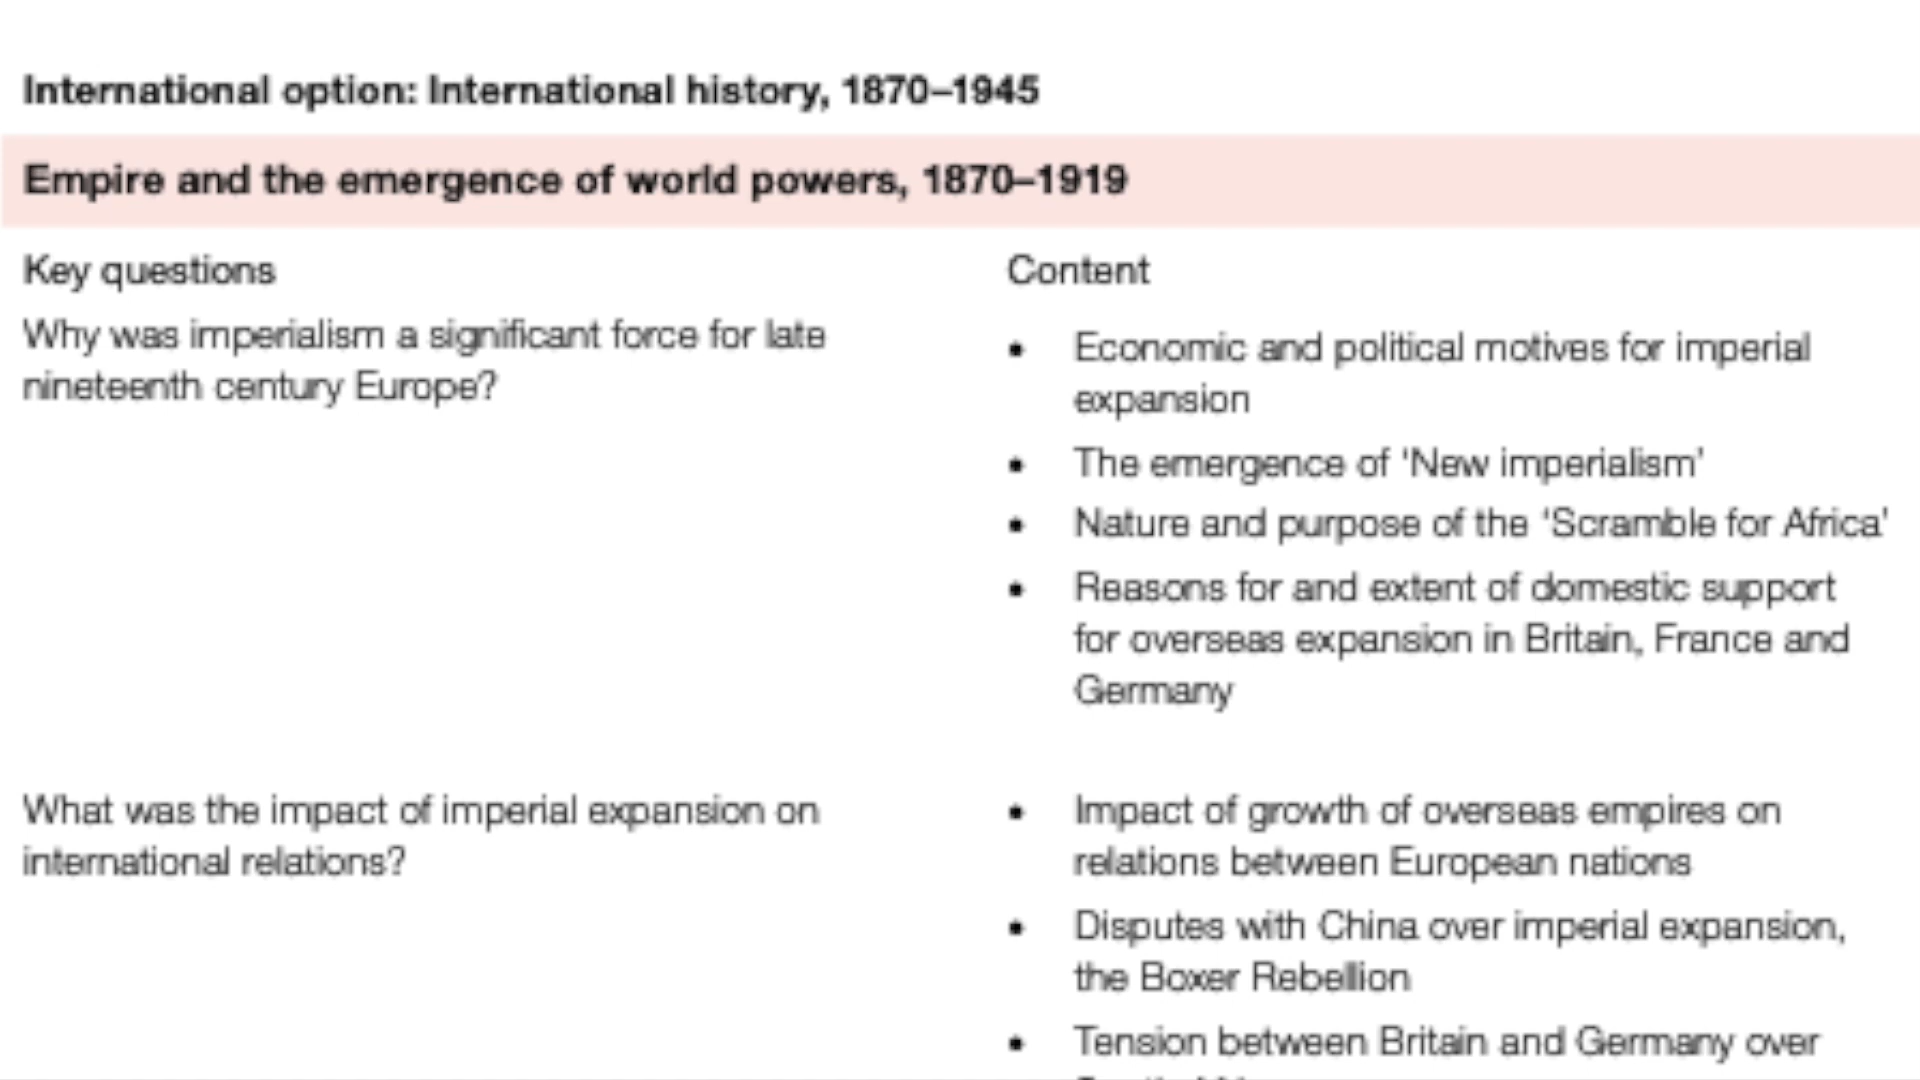 International option: International history, 1870–1945
Empire and the emergence of world powers, 1870–1919
Key questions
Content
Why was imperialism a significant force for late
nineteenth century Europe?
• Economic and political motives for imperial
expansion
• The emergence of ‘New imperialism’
• Nature and purpose of the ‘Scramble for Africa’
• Reasons for and extent of domestic support
for overseas expansion in Britain, France and
Germany
What was the impact of imperial expansion on
international relations?
• Impact of growth of overseas empires on
relations between European nations
• Disputes with China over imperial expansion,
the Boxer Rebellion
• Tension between Britain and Germany over